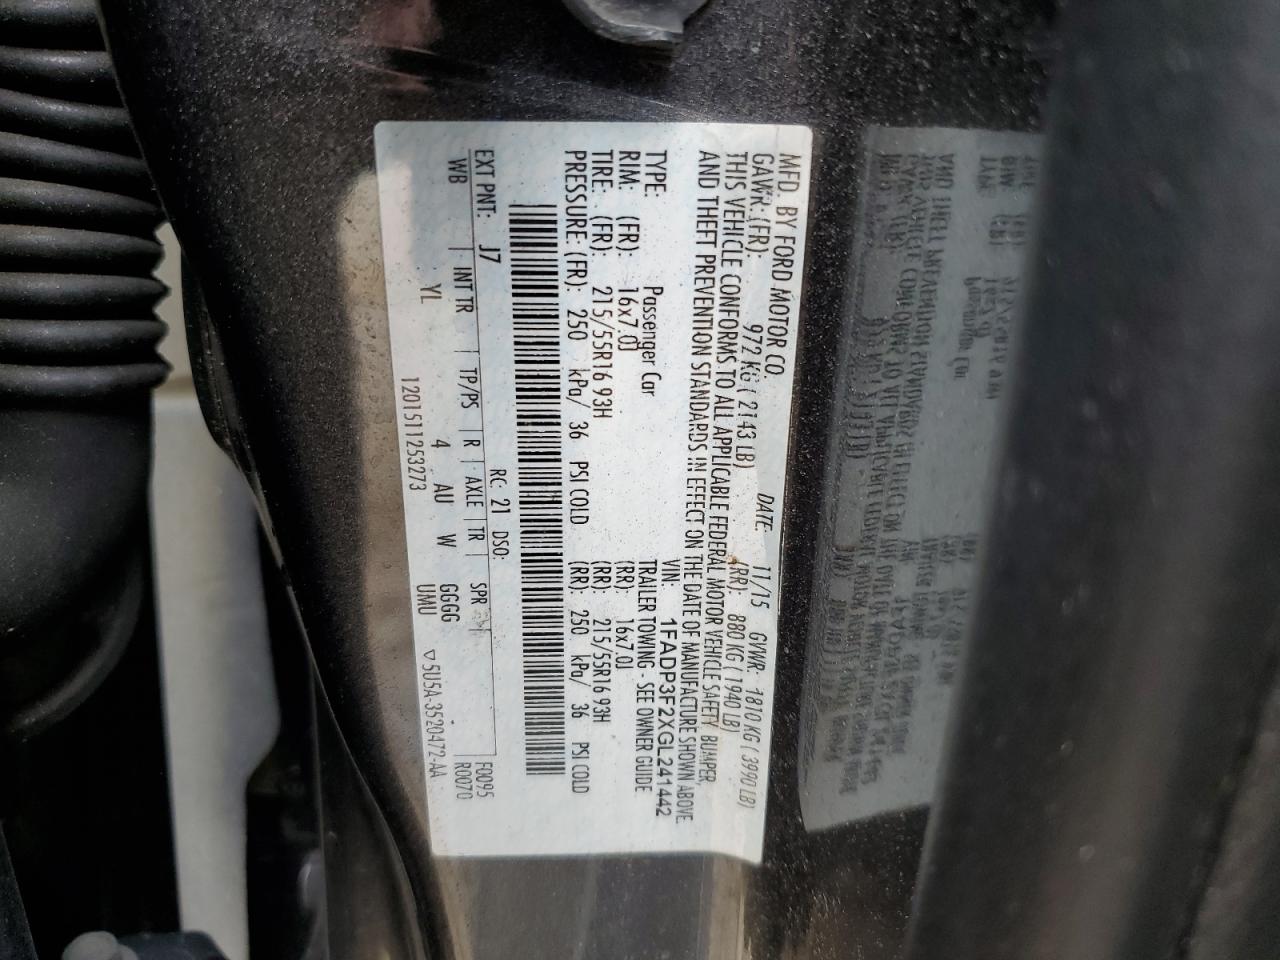 MFD. BY FORD MOTOR CO.
DATE: 11/15 GVWR: 1810 KG ( 3990 LB)
GAWR: (FR): 972 KG ( 2143 LB) (RR): 880 KG ( 1940 LB)
THIS VEHICLE CONFORMS TO ALL APPLICABLE FEDERAL MOTOR VEHICLE SAFETY, BUMPER,
AND THEFT PREVENTION STANDARDS IN EFFECT ON THE DATE OF MANUFACTURE SHOWN ABOVE.
VIN: 1FADP3F2XGL241442
TYPE: Passenger Car TRAILER TOWING - SEE OWNER GUIDE
RIM: (FR): 16x7.0J (RR): 16x7.0J
TIRE: (FR): 215/55R16 93H (RR): 215/55R16 93H
PRESSURE: (FR): 250 kPa/ 36 PSI COLD (RR): 250 kPa/ 36 PSI COLD
EXT PNT: J7 RC: 21 DSO: F0095
WB INT TR TP/PS R AXLE TR SPR R0070
YL 4 AU W GGGG
UMU
1201511253273 ▽5U5A-3520472-AA